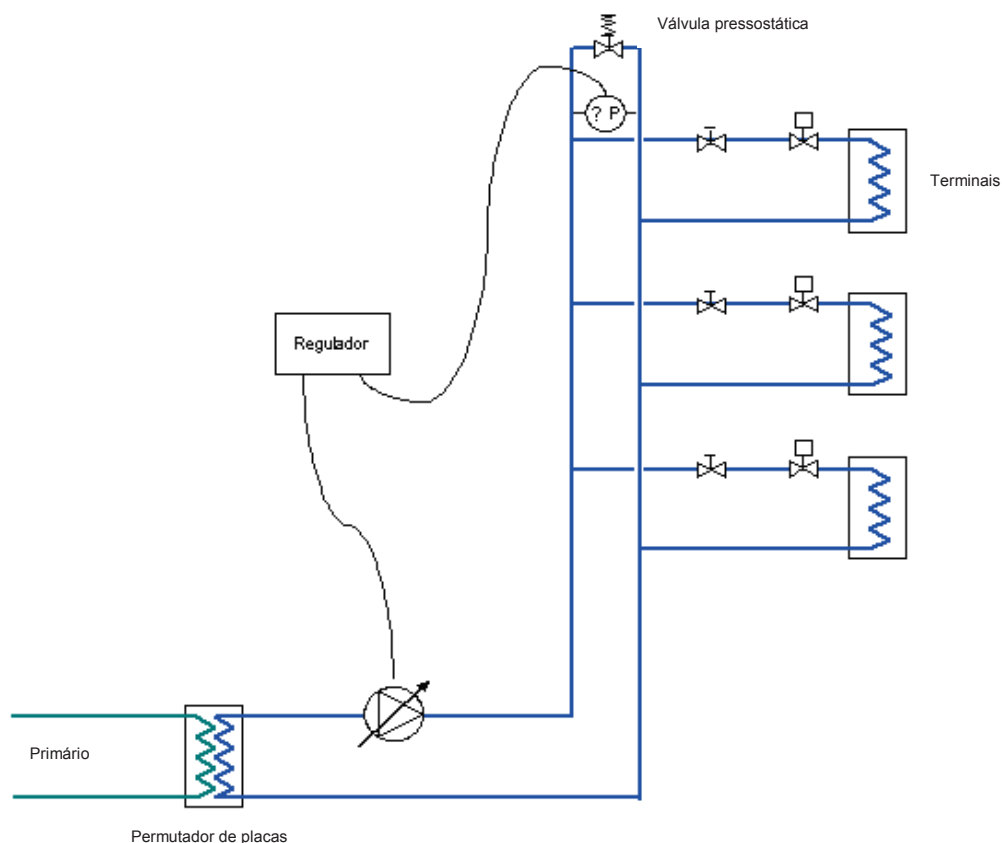 Válvula pressostática
? P
Terminais
Regulador
Primário
Permutador de placas